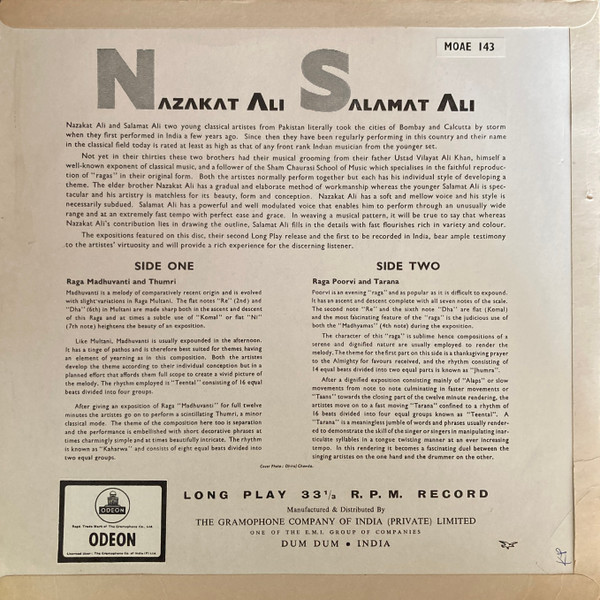 MOAE 143
NAZAKAT ALI SALAMAT ALI
Nazakat Ali and Salamat Ali two young classical artistes from Pakistan literally took the cities of Bombay and Calcutta by storm
when they first performed in India a few years ago. Since then they have been regularly performing in this country and their name
in the classical field today is rated at least as high as that of any front rank Indian musician from the younger set.
Not yet in their thirties these two brothers had their musical grooming from their father Ustad Vilayat Ali Khan, himself a
well-known exponent of classical music, and a follower of the Sham Chaurassi School of Music which specialises in the faithful reproduc-
tion of "ragas" in their original form. Both the artistes normally perform together but each has his individual style of developing a
theme. The elder brother Nazakat Ali has a gradual and elaborate method of workmanship whereas the younger Salamat Ali is spec-
tacular and his artistry is matchless for its beauty, form and conception. Nazakat Ali has a soft and mellow voice and his style is
necessarily subdued. Salamat Ali has a powerful and well modulated voice that enables him to perform through an unusually wide
range and at an extremely fast tempo with perfect ease and grace. In weaving a musical pattern, it will be true to say that whereas
Nazakat Ali's contribution lies in drawing the outline, Salamat Ali fills in the details with fast flourishes rich in variety and colour.
The expositions featured on this disc, their second Long Play release and the first to be recorded in India, bear ample testimony
to the artistes' virtuosity and will provide a rich experience for the discerning listener.
SIDE ONE
Raga Madhuvanti and Thumri
Madhuvanti is a melody of comparatively recent origin and is evolved
with slight variations in Raga Multani. The flat notes "Re" (2nd) and
"Dha" (6th) in Multani are made sharp both in the ascent and descent
of this Raga and at times a subtle use of "Komal" or flat "Ni"
(7th note) heightens the beauty of an exposition.
Like Multani, Madhuvanti is usually expounded in the afternoon.
It has a tinge of pathos and is therefore best suited for themes having
an element of yearning as in this composition. Both the artistes
develop the theme according to their individual conception but in a
planned effort that affords them full scope to create a vivid picture of
the melody. The rhythm employed is "Teental" consisting of 16 equal
beats divided into four groups.
After giving an exposition of Raga "Madhuvanti" for full twelve
minutes the artistes go on to perform a scintillating Thumri, a minor
classical mode. The theme of the composition here too is separation
and the performance is embellished with short decorative phrases at
times charmingly simple and at times beautifully intricate. The rhythm
is known as "Kaharwa" and consists of eight equal beats divided into
two equal groups.
SIDE TWO
Raga Poorvi and Tarana
Poorvi is an evening "raga" and as popular as it is difficult to expound.
It has an ascent and descent complete with all seven notes of the scale.
The second note "Re" and the sixth note "Dha" are flat (Komal)
and the most fascinating feature of the "raga" is the judicious use of
both the "Madhyamas" (4th note) during the exposition.
The character of this "raga" is sublime hence compositions of a
serene and dignified nature are usually employed to render the
melody. The theme for the first part on this side is a thanksgiving prayer
to the Almighty for favours received, and the rhythm consisting of
14 equal beats divided into two equal parts is known as "Jhumra".
After a dignified exposition consisting mainly of "Alaps" or slow
movements from note to note culminating in faster movements or
"Taans" towards the closing part of the twelve minute rendering, the
artistes move on to a fast moving "Tarana" confined to a rhythm of
16 beats divided into four equal groups known as "Teental". A
"Tarana" is a meaningless jumble of words and phrases usually render-
ed to demonstrate the skill of the singer or singers in manipulating inar-
ticulate syllables in a tongue twisting manner at an ever increasing
tempo. In this rendering it becomes a fascinating duel between the
singing artistes on the one hand and the drummer on the other.
Cover Photo : Dhiraj Chawda.
ODEON
Regd. Trade Mark of The Gramophone Co., Ltd.
ODEON
Licensed User: The Gramophone Co. of India (P) Ltd.
LONG PLAY 33 1/3 R. P. M. RECORD
Manufactured & Distributed By
THE GRAMOPHONE COMPANY OF INDIA (PRIVATE) LIMITED
ONE OF THE E.M.I. GROUP OF COMPANIES
DUM DUM • INDIA